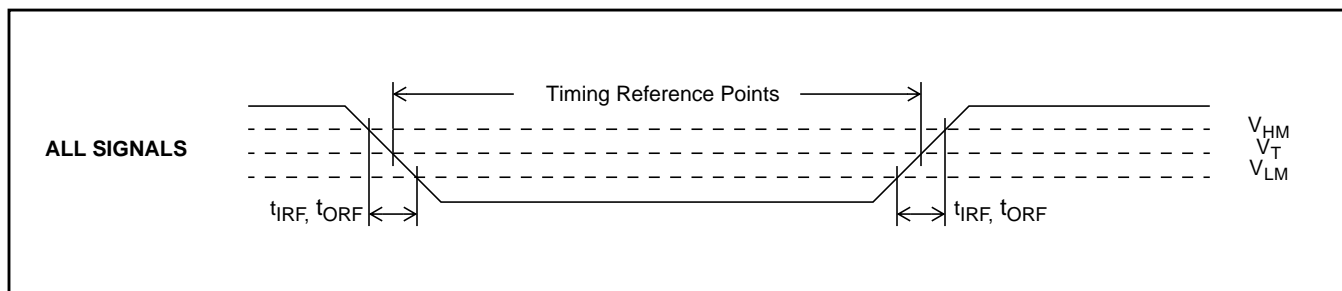 Timing Reference Points
V_HM
ALL SIGNALS
V_T
V_LM
t_IRF, t_ORF
t_IRF, t_ORF